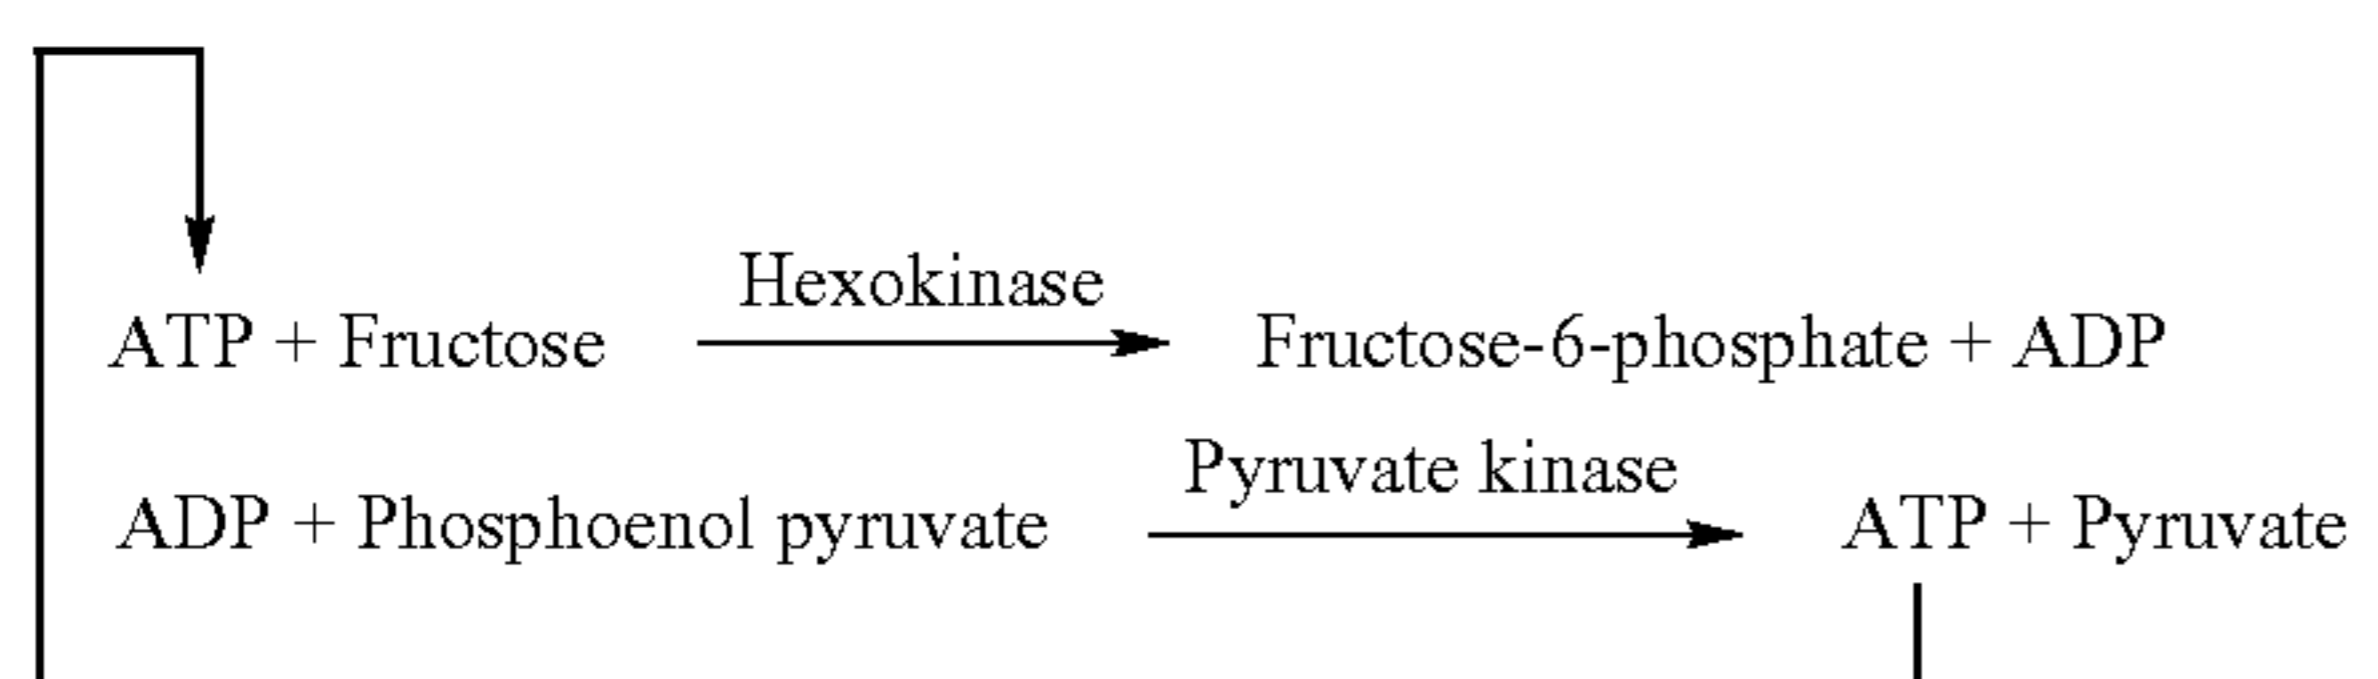 Hexokinase
ATP + Fructose Fructose-6-phosphate + ADP
Pyruvate kinase
ADP + Phosphoenol pyruvate ATP + Pyruvate